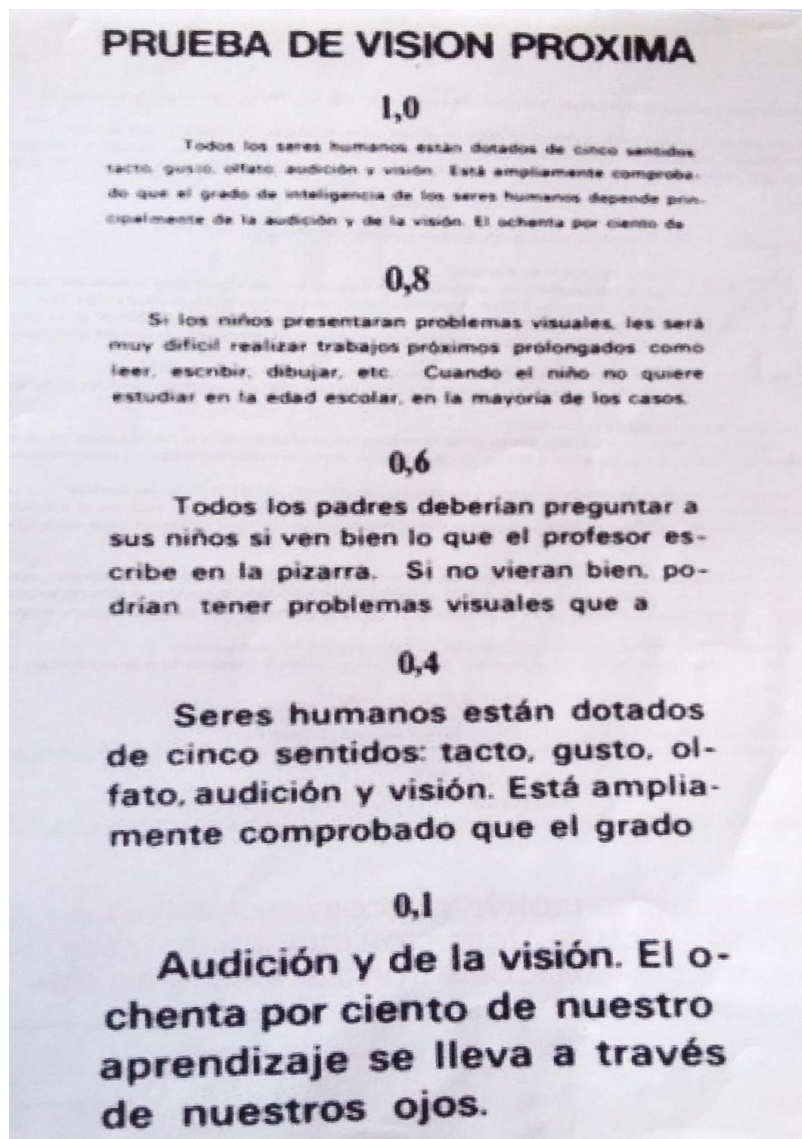 PRUEBA DE VISION PROXIMA
1,0
Todos los seres humanos están dotados de cinco sentidos
tacto, gusto, olfato, audición y visión. Está ampliamente comproba-
do que el grado de inteligencia de los seres humanos depende prin-
cipalmente de la audición y de la visión. El ochenta por ciento de
0,8
Si los niños presentaran problemas visuales, les será
muy dificil realizar trabajos próximos prolongados como
leer, escribir, dibujar, etc. Cuando el niño no quiere
estudiar en la edad escolar, en la mayoría de los casos,
0,6
Todos los padres deberían preguntar a
sus niños si ven bien lo que el profesor es-
cribe en la pizarra. Si no vieran bien, po-
drían tener problemas visuales que a
0,4
Seres humanos están dotados
de cinco sentidos: tacto, gusto, ol-
fato, audición y visión. Está amplia-
mente comprobado que el grado
0,1
Audición y de la visión. El o-
chenta por ciento de nuestro
aprendizaje se lleva a través
de nuestros ojos.